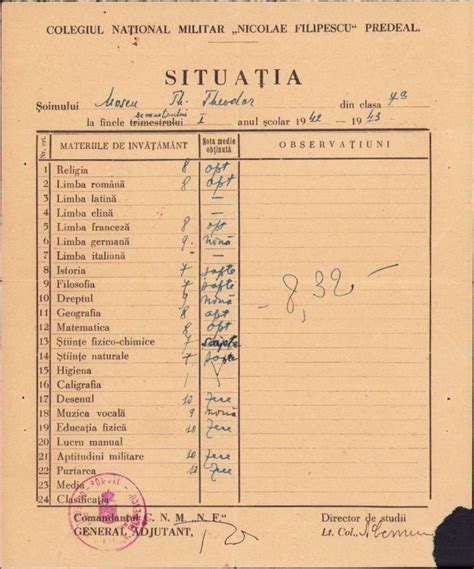 COLEGIUL NAȚIONAL MILITAR „NICOLAE FILIPESCU” PREDEAL.
SITUAȚIA
Șoimului Moscu Th. Theodor din clasa 7a
semestrului
la finele trimestrului I anul școlar 1942 – 1943
Nr. crt. MATERIILE DE INVĂȚĂMÂNT Nota medie obținută OBSERVAȚIUNI
1 Religia 8 opt
2 Limba română 8 opt
3 Limba latină —
4 Limba elină —
5 Limba franceză 8 opt
6 Limba germană 9 nouă
7 Limba italiană —
8 Istoria 7 șapte
9 Filosofia 7 șapte
10 Dreptul 9 nouă
11 Geografia 8 opt
12 Matematica 8 opt
13 Științe fizico-chimice 7 șapte
14 Științe naturale 7 șapte
15 Higiena
16 Caligrafia
17 Desenul 10 zece
18 Muzica vocală 9 nouă
19 Educația fizică 10 zece
20 Lucru manual
21 Aptitudini militare 10 zece
22 Purtarea 10 zece
23 Media
24 Clasificația
8,32
Comandantul C. N. M. „N. F.”
GENERAL ADJUTANT,
Director de studii
Lt. Col.,